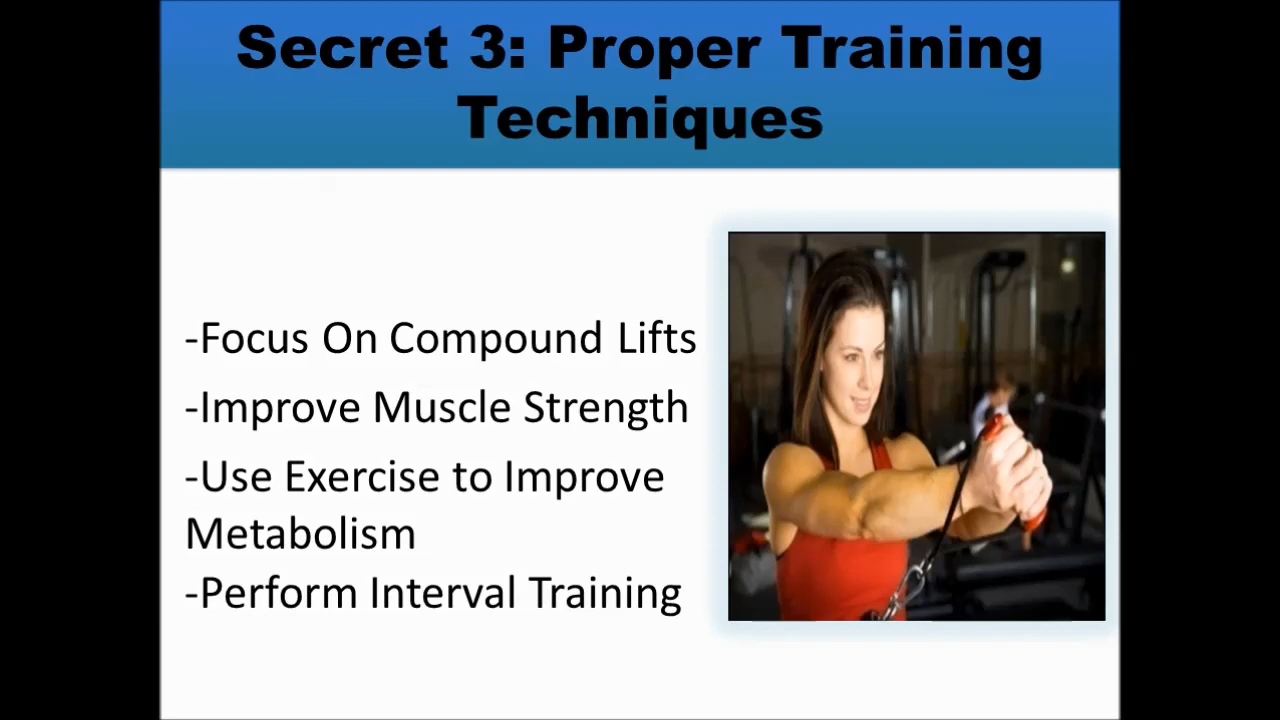 Secret 3: Proper Training
Techniques
-Focus On Compound Lifts
-Improve Muscle Strength
-Use Exercise to Improve
Metabolism
-Perform Interval Training